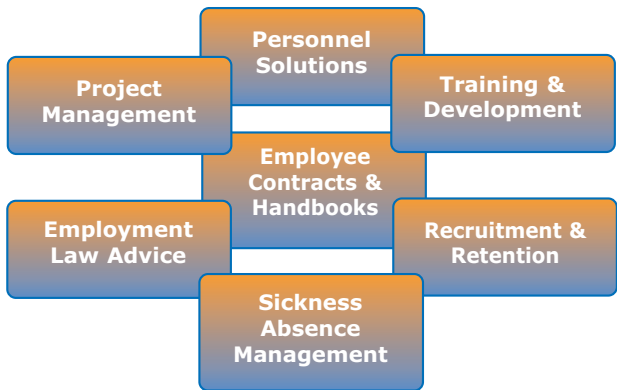 Personnel
Solutions
Project
Management
Training &
Development
Employee
Contracts &
Handbooks
Employment
Law Advice
Recruitment &
Retention
Sickness
Absence
Management